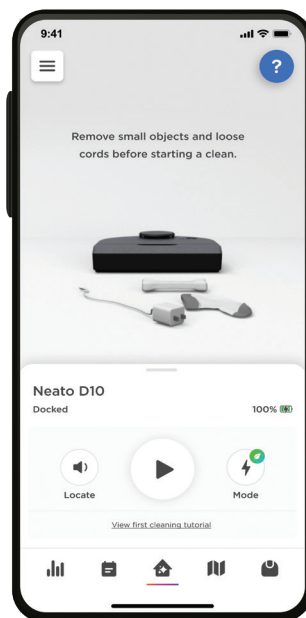 9:41
?
Remove small objects and loose
cords before starting a clean.
Neato D10
Docked
100%
Locate
Mode
View first cleaning tutorial